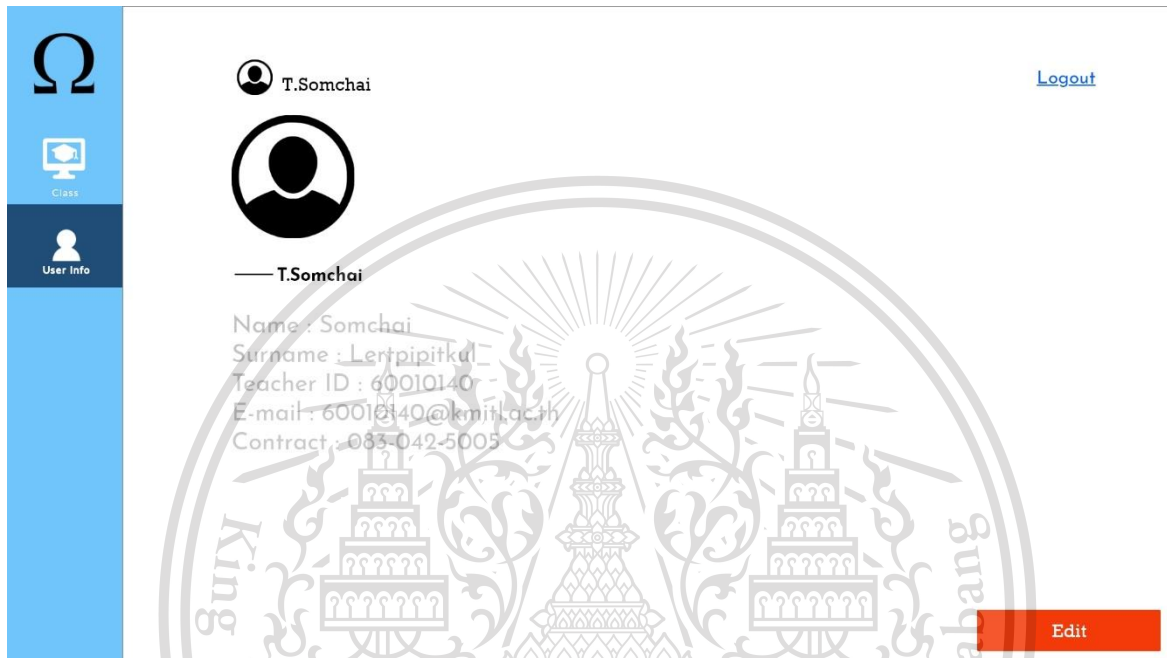 Ω
T.Somchai
Logout
Class
User Info
T.Somchai
Name : Somchai
Surname : Lertpipitkul
Teacher ID : 60010140
E-mail : 60010140@kmitl.ac.th
Contract : 083-042-5005
King
Edit